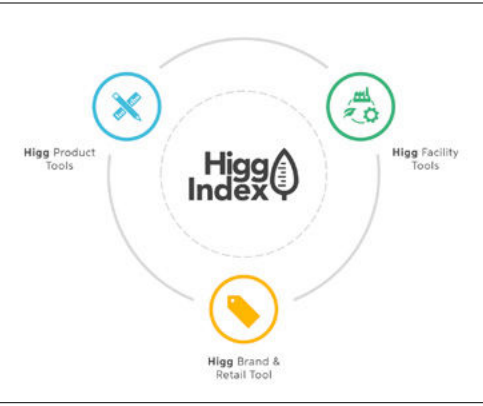 Higg Product
Tools
Higg
Index
Higg Facility
Tools
Higg Brand &
Retail Tool